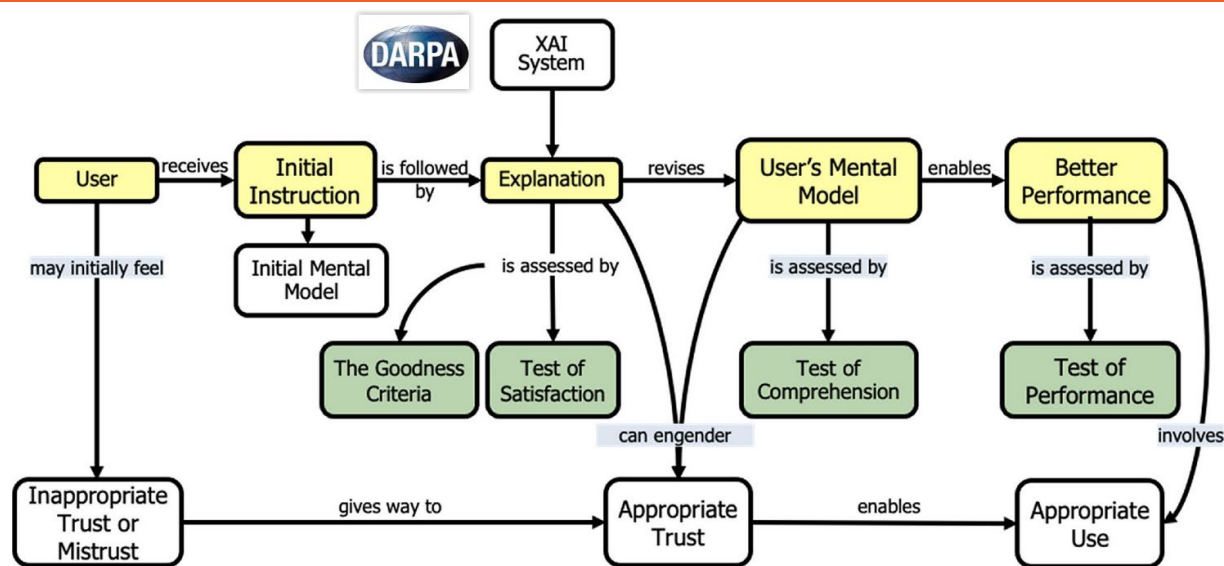 DARPA
XAI
System
User
receives
Initial
Instruction
is followed
by
Explanation
revises
User's Mental
Model
enables
Better
Performance
may initially feel
Initial Mental
Model
is assessed by
is assessed by
is assessed by
The Goodness
Criteria
Test of
Satisfaction
Test of
Comprehension
Test of
Performance
can engender
involves
Inappropriate
Trust or
Mistrust
gives way to
Appropriate
Trust
enables
Appropriate
Use